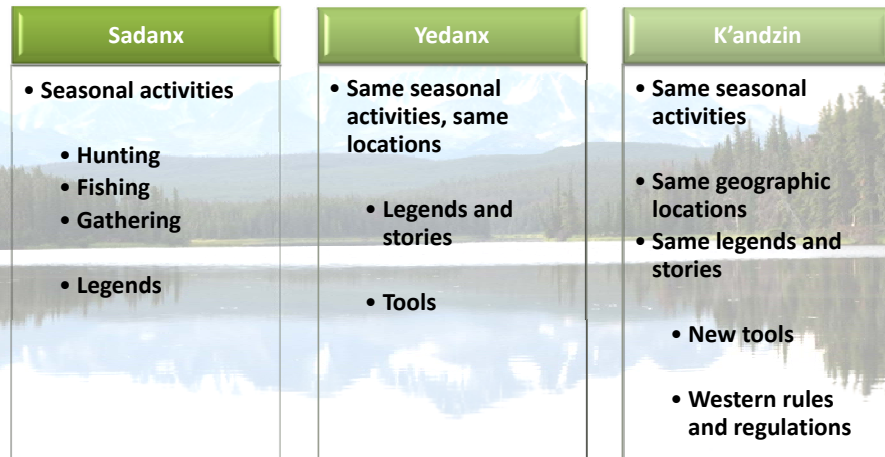 Sadanx
• Seasonal activities
• Hunting
• Fishing
• Gathering
• Legends
Yedanx
• Same seasonal
activities, same
locations
• Legends and
stories
• Tools
K'andzin
• Same seasonal
activities
• Same geographic
locations
• Same legends and
stories
• New tools
• Western rules
and regulations